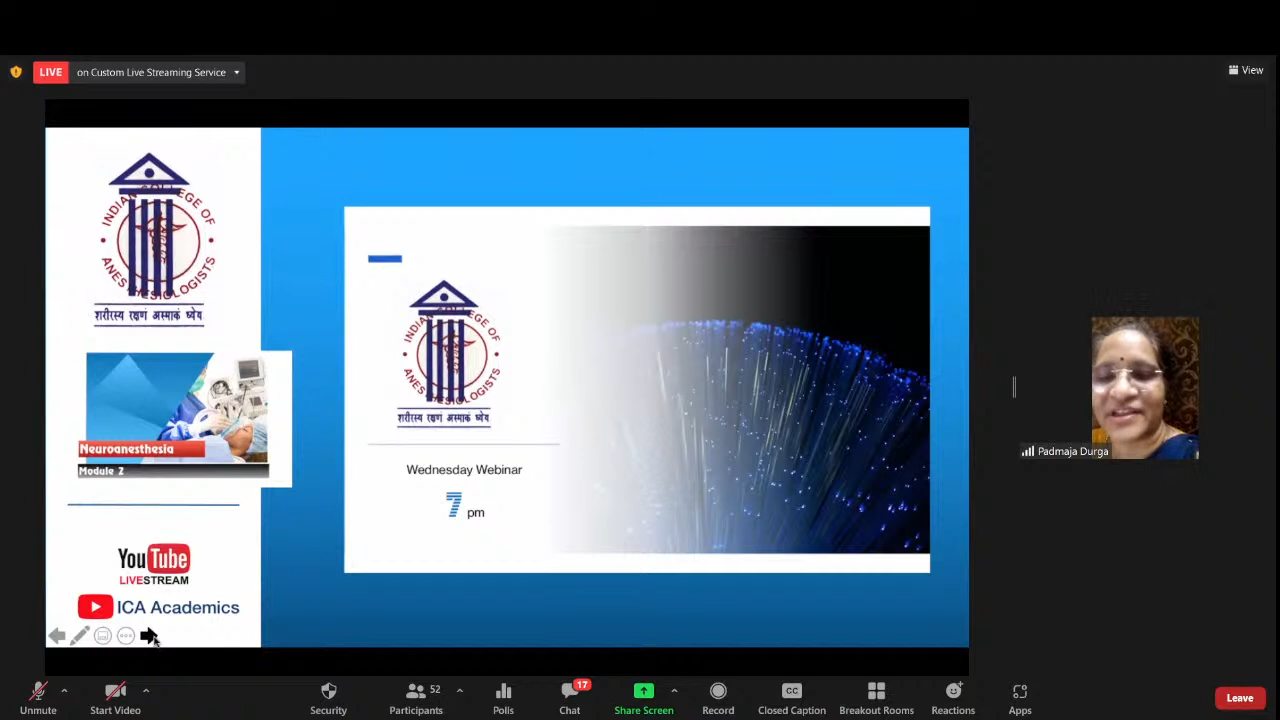 LIVE on Custom Live Streaming Service
View
INDIAN COLLEGE OF
ANESTHESIOLOGISTS
शरीरस्य रक्षणं अस्माकं ध्येय
Neuroanesthesia
Module 2
YouTube
LIVESTREAM
ICA Academics
INDIAN COLLEGE OF
ANESTHESIOLOGISTS
शरीरस्य रक्षणं अस्माकं ध्येय
Wednesday Webinar
7 pm
Padmaja Durga
Unmute
Start Video
Security
52
Participants
Polls
17
Chat
Share Screen
Record
CC
Closed Caption
Breakout Rooms
Reactions
Apps
Leave